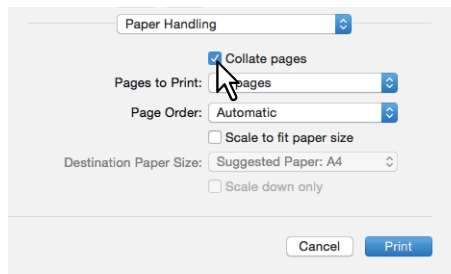 Paper Handling
Collate pages
Pages to Print: pages
Page Order: Automatic
Scale to fit paper size
Destination Paper Size: Suggested Paper: A4
Scale down only
Cancel Print